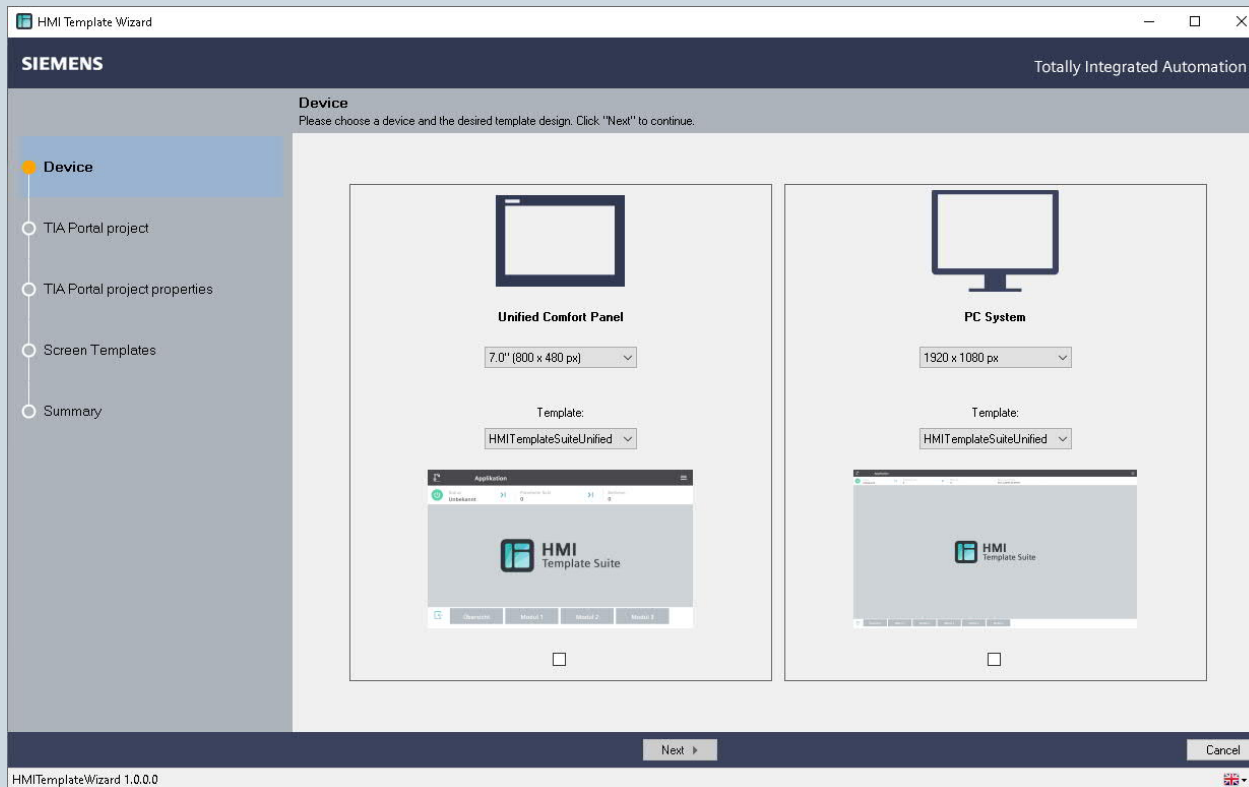 HMI Template Wizard
SIEMENS
Totally Integrated Automation
Device
Please choose a device and the desired template design. Click "Next" to continue.
Device
TIA Portal project
TIA Portal project properties
Screen Templates
Summary
Unified Comfort Panel
7.0" (800 x 480 px)
Template:
HMITemplateSuiteUnified
Applikation
Unbekannt
0
0
HMI
Template Suite
Übersicht
Modul 1
Modul 2
Modul 3
PC System
1920 x 1080 px
Template:
HMITemplateSuiteUnified
HMI
Template Suite
Next
Cancel
HMITemplateWizard 1.0.0.0